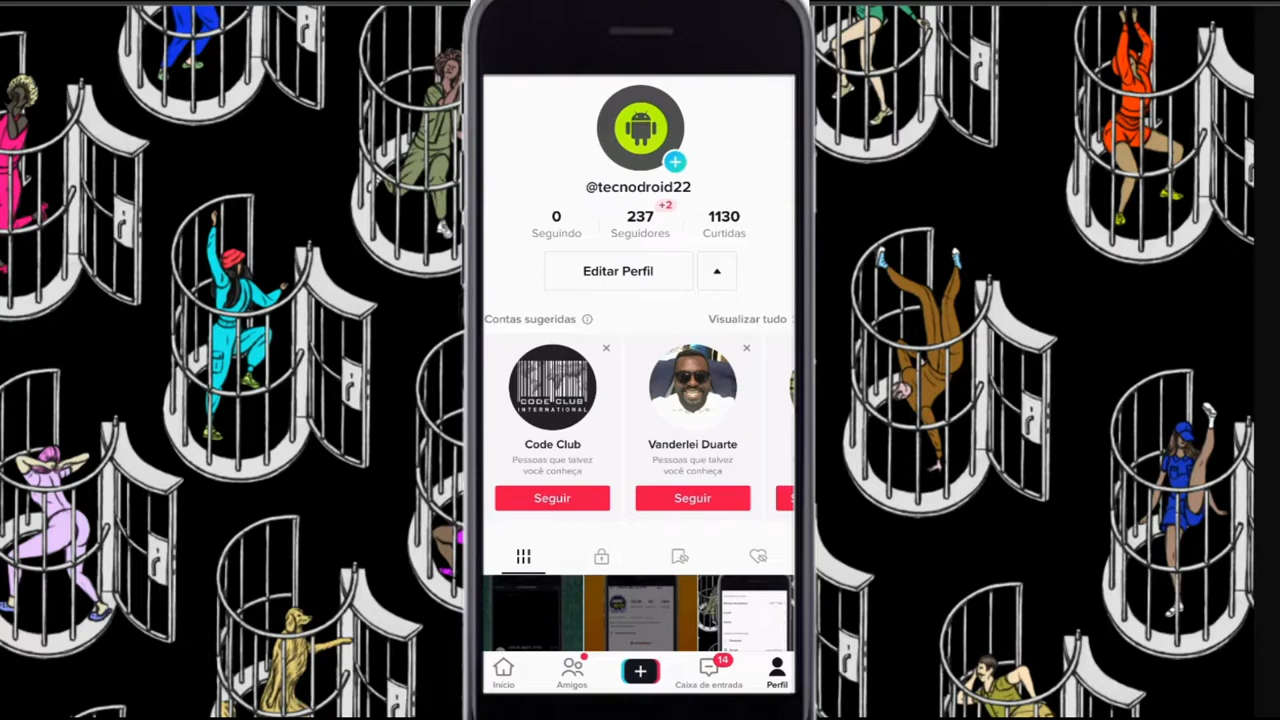 @tecnodroid22
+2
0 237 1130
Seguindo Seguidores Curtidas
Editar Perfil
Contas sugeridas Visualizar tudo
CODE CLUB
INTERNATIONAL
Code Club
Pessoas que talvez
você conheça
Seguir
Vanderlei Duarte
Pessoas que talvez
você conheça
Seguir
14
Início Amigos Caixa de entrada Perfil